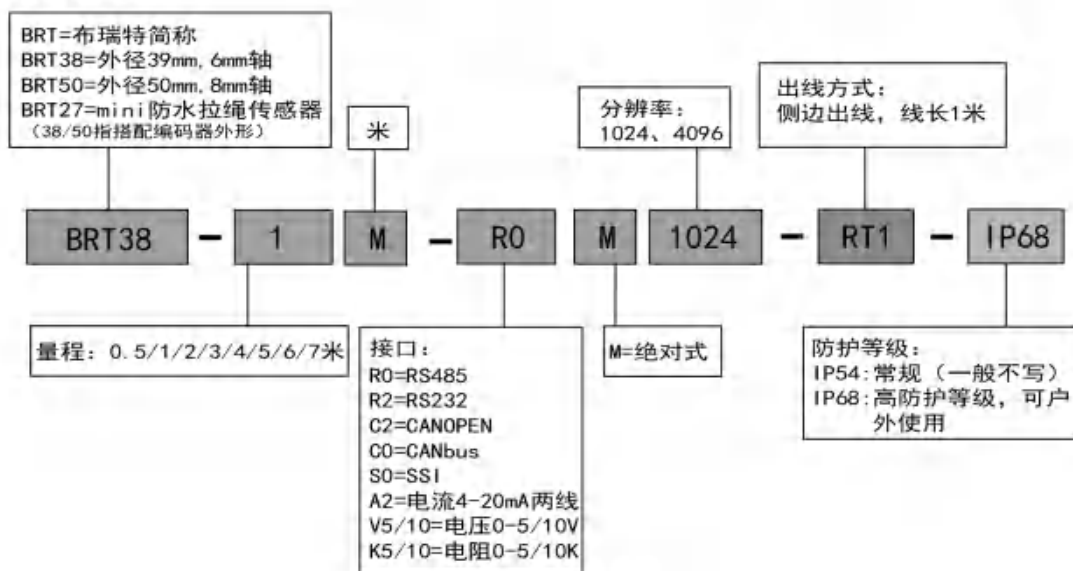 BRT=布瑞特简称
BRT38=外径39mm,6mm轴
BRT50=外径50mm,8mm轴
BRT27=mini防水拉绳传感器
（38/50指搭配编码器外形）
米
分辨率：
1024、4096
出线方式：
侧边出线，线长1米
BRT38 - 1 M - R0 M 1024 - RT1 - IP68
量程：0.5/1/2/3/4/5/6/7米
接口：
R0=RS485
R2=RS232
C2=CANOPEN
C0=CANbus
S0=SSI
A2=电流4-20mA两线
V5/10=电压0-5/10V
K5/10=电阻0-5/10K
M=绝对式
防护等级：
IP54:常规（一般不写）
IP68:高防护等级，可户
外使用